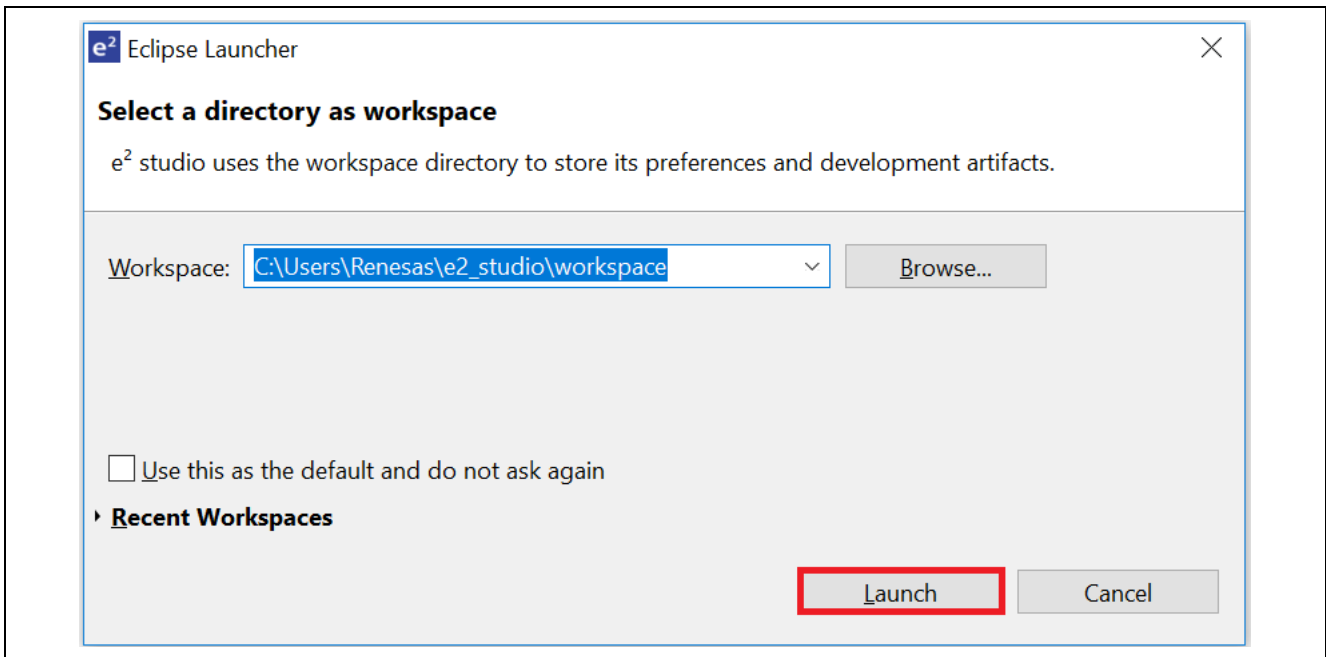 e² Eclipse Launcher
Select a directory as workspace
e² studio uses the workspace directory to store its preferences and development artifacts.
Workspace: C:\Users\Renesas\e2_studio\workspace Browse...
Use this as the default and do not ask again
Recent Workspaces
Launch Cancel